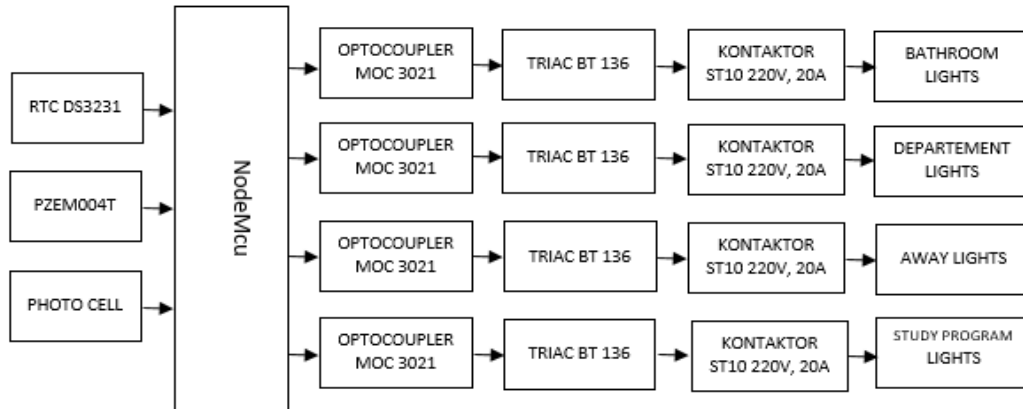 RTC DS3231
PZEM004T
PHOTO CELL
NodeMcu
OPTOCOUPLER
MOC 3021
TRIAC BT 136
KONTAKTOR
ST10 220V, 20A
BATHROOM
LIGHTS
OPTOCOUPLER
MOC 3021
TRIAC BT 136
KONTAKTOR
ST10 220V, 20A
DEPARTEMENT
LIGHTS
OPTOCOUPLER
MOC 3021
TRIAC BT 136
KONTAKTOR
ST10 220V, 20A
AWAY LIGHTS
OPTOCOUPLER
MOC 3021
TRIAC BT 136
KONTAKTOR
ST10 220V, 20A
STUDY PROGRAM
LIGHTS